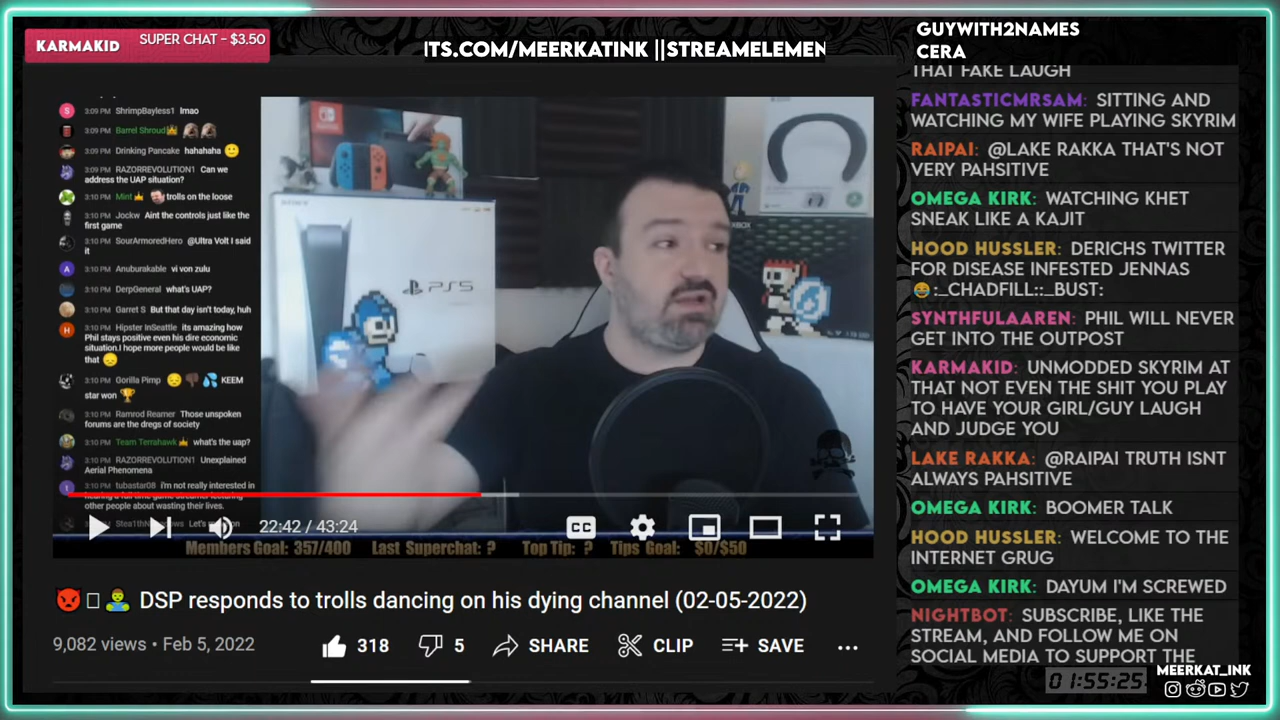 KARMAKID SUPER CHAT - $3.50
ITS.COM/MEERKATINK ||STREAMELEMEN
GUYWITH2NAMES
CERA
3:09 PM ShrimpBayless1 lmao
3:09 PM Barrel Shroud
3:09 PM Drinking Pancake hahahaha
3:09 PM RAZORREVOLUTION1 Can we
address the UAP situation?
3:10 PM Mint trolls on the loose
3:10 PM Jockw Aint the controls just like the
first game
3:10 PM SourArmoredHero @Ultra Volt I said
it
3:10 PM Anuburakable vi von zulu
3:10 PM DerpGeneral what's UAP?
3:10 PM Garret S But that day isn't today, huh
3:10 PM Hipster InSeattle its amazing how
Phil stays positive even his dire economic
situation.I hope more people would be like
that
3:10 PM Gorilla Pimp KEEM
star won
3:10 PM Ramrod Reamer Those unspoken
forums are the dregs of society
3:10 PM Team Terrahawk what's the uap?
3:10 PM RAZORREVOLUTION1 Unexplained
Aerial Phenomena
3:10 PM tubastar08 i'm not really interested in
other people about wasting their lives.
SONY
PS5
XBOX
22:42 / 43:24
CC
Members Goal: 357/400 Last Superchat: ? Top Tip: ? Tips Goal: $0/$50
DSP responds to trolls dancing on his dying channel (02-05-2022)
9,082 views • Feb 5, 2022 318 5 SHARE CLIP SAVE ...
THAT FAKE LAUGH
FANTASTICMRSAM: SITTING AND
WATCHING MY WIFE PLAYING SKYRIM
RAIPAI: @LAKE RAKKA THAT'S NOT
VERY PAHSITIVE
OMEGA KIRK: WATCHING KHET
SNEAK LIKE A KAJIT
HOOD HUSSLER: DERICHS TWITTER
FOR DISEASE INFESTED JENNAS
😂:_CHADFILL::_BUST:
SYNTHFULAAREN: PHIL WILL NEVER
GET INTO THE OUTPOST
KARMAKID: UNMODDED SKYRIM AT
THAT NOT EVEN THE SHIT YOU PLAY
TO HAVE YOUR GIRL/GUY LAUGH
AND JUDGE YOU
LAKE RAKKA: @RAIPAI TRUTH ISNT
ALWAYS PAHSITIVE
OMEGA KIRK: BOOMER TALK
HOOD HUSSLER: WELCOME TO THE
INTERNET GRUG
OMEGA KIRK: DAYUM I'M SCREWED
NIGHTBOT: SUBSCRIBE, LIKE THE
STREAM, AND FOLLOW ME ON
SOCIAL MEDIA TO SUPPORT THE
01:55:25
MEERKAT_INK